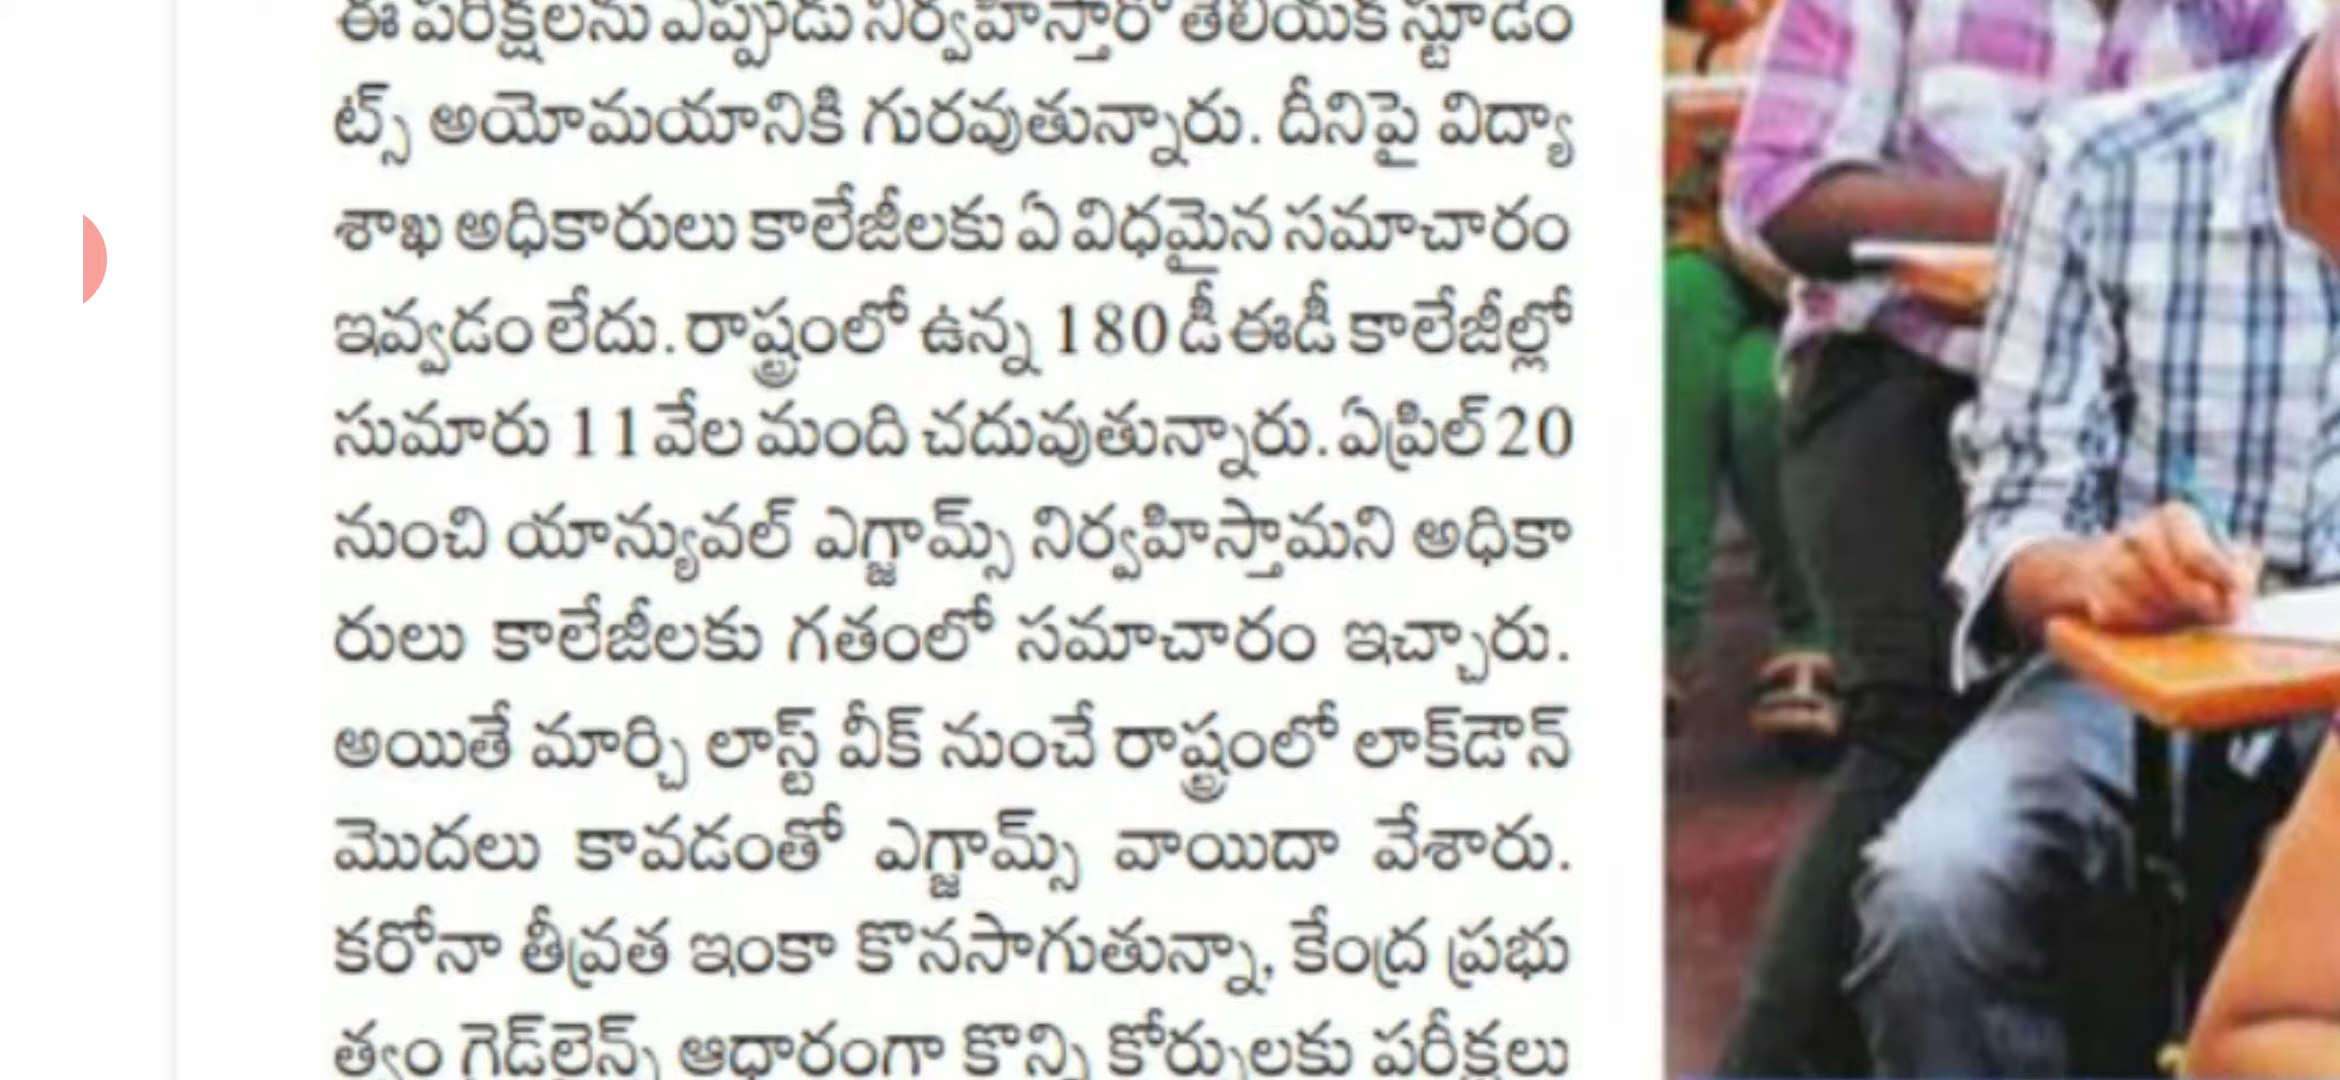 ఈ పరీక్షలను ఎప్పుడు నిర్వహిస్తారో తెలియక స్టూడెం
ట్స్ అయోమయానికి గురవుతున్నారు. దీనిపై విద్యా
శాఖ అధికారులు కాలేజీలకు ఏ విధమైన సమాచారం
ఇవ్వడం లేదు. రాష్ట్రంలో ఉన్న 180 డీఈడీ కాలేజీల్లో
సుమారు 11 వేల మంది చదువుతున్నారు. ఏప్రిల్ 20
నుంచి యాన్యువల్ ఎగ్జామ్స్ నిర్వహిస్తామని అధికా
రులు కాలేజీలకు గతంలో సమాచారం ఇచ్చారు.
అయితే మార్చి లాస్ట్ వీక్ నుంచే రాష్ట్రంలో లాక్‌డౌన్
మొదలు కావడంతో ఎగ్జామ్స్ వాయిదా వేశారు.
కరోనా తీవ్రత ఇంకా కొనసాగుతున్నా, కేంద్ర ప్రభు
త్వం గైడ్‌లైన్స్ ఆధారంగా కొన్ని కోర్సులకు పరీక్షలు